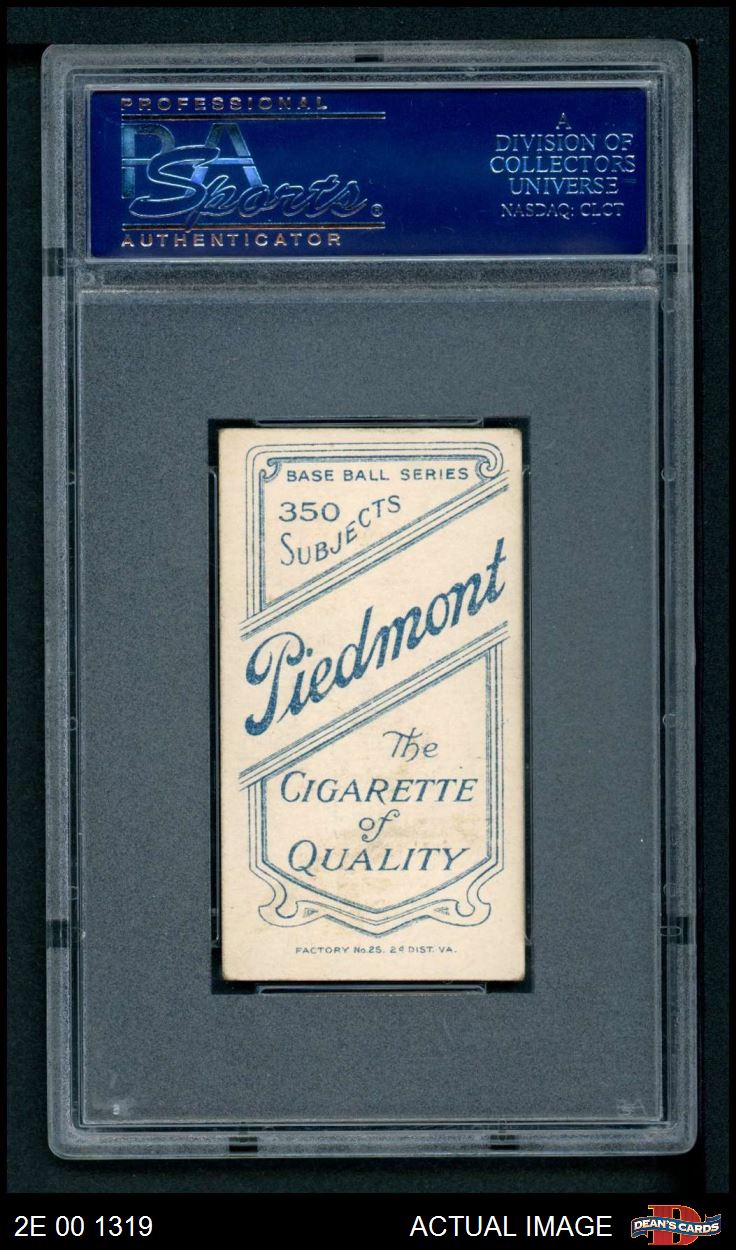 PROFESSIONAL
PSA
Sports®
AUTHENTICATOR
A
DIVISION OF
COLLECTORS
UNIVERSE™
NASDAQ: CLCT
BASE BALL SERIES
350
SUBJECTS
Piedmont
The
CIGARETTE
of
QUALITY
FACTORY No. 25. 2d DIST. VA.
2E 00 1319
ACTUAL IMAGE
D
DEAN'S CARDS